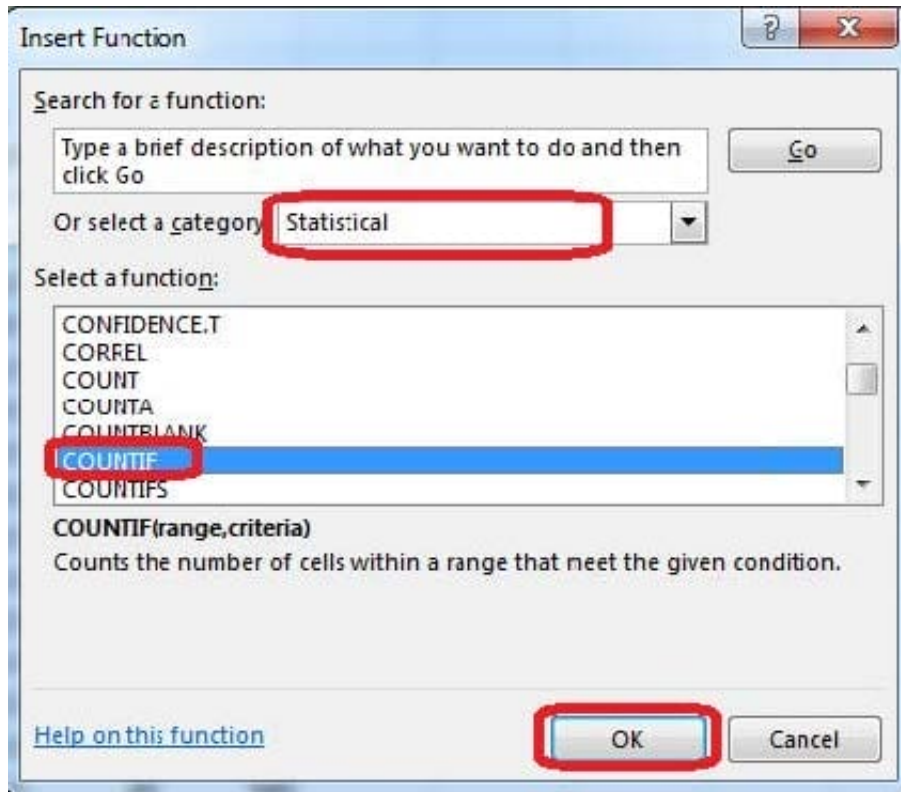 Insert Function
Search for a function:
Type a brief description of what you want to do and then
click Go
Go
Or select a category
Statistical
Select a function:
CONFIDENCE.T
CORREL
COUNT
COUNTA
COUNTBLANK
COUNTIF
COUNTIFS
COUNTIF(range,criteria)
Counts the number of cells within a range that meet the given condition.
Help on this function
OK
Cancel